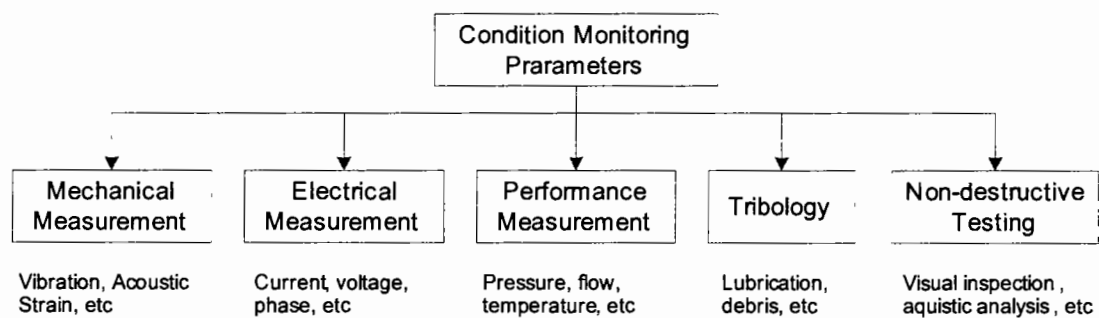 Condition Monitoring
Prarameters
Mechanical
Measurement
Electrical
Measurement
Performance
Measurement
Tribology
Non-destructive
Testing
Vibration, Acoustic
Strain, etc
Current, voltage,
phase, etc
Pressure, flow,
temperature, etc
Lubrication,
debris, etc
Visual inspection ,
aquistic analysis , etc